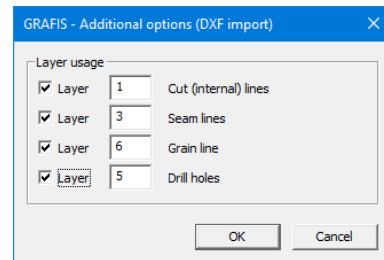 GRAFIS - Additional options (DXF import)
Layer usage
Layer 1 Cut (internal) lines
Layer 3 Seam lines
Layer 6 Grain line
Layer 5 Drill holes
OK Cancel